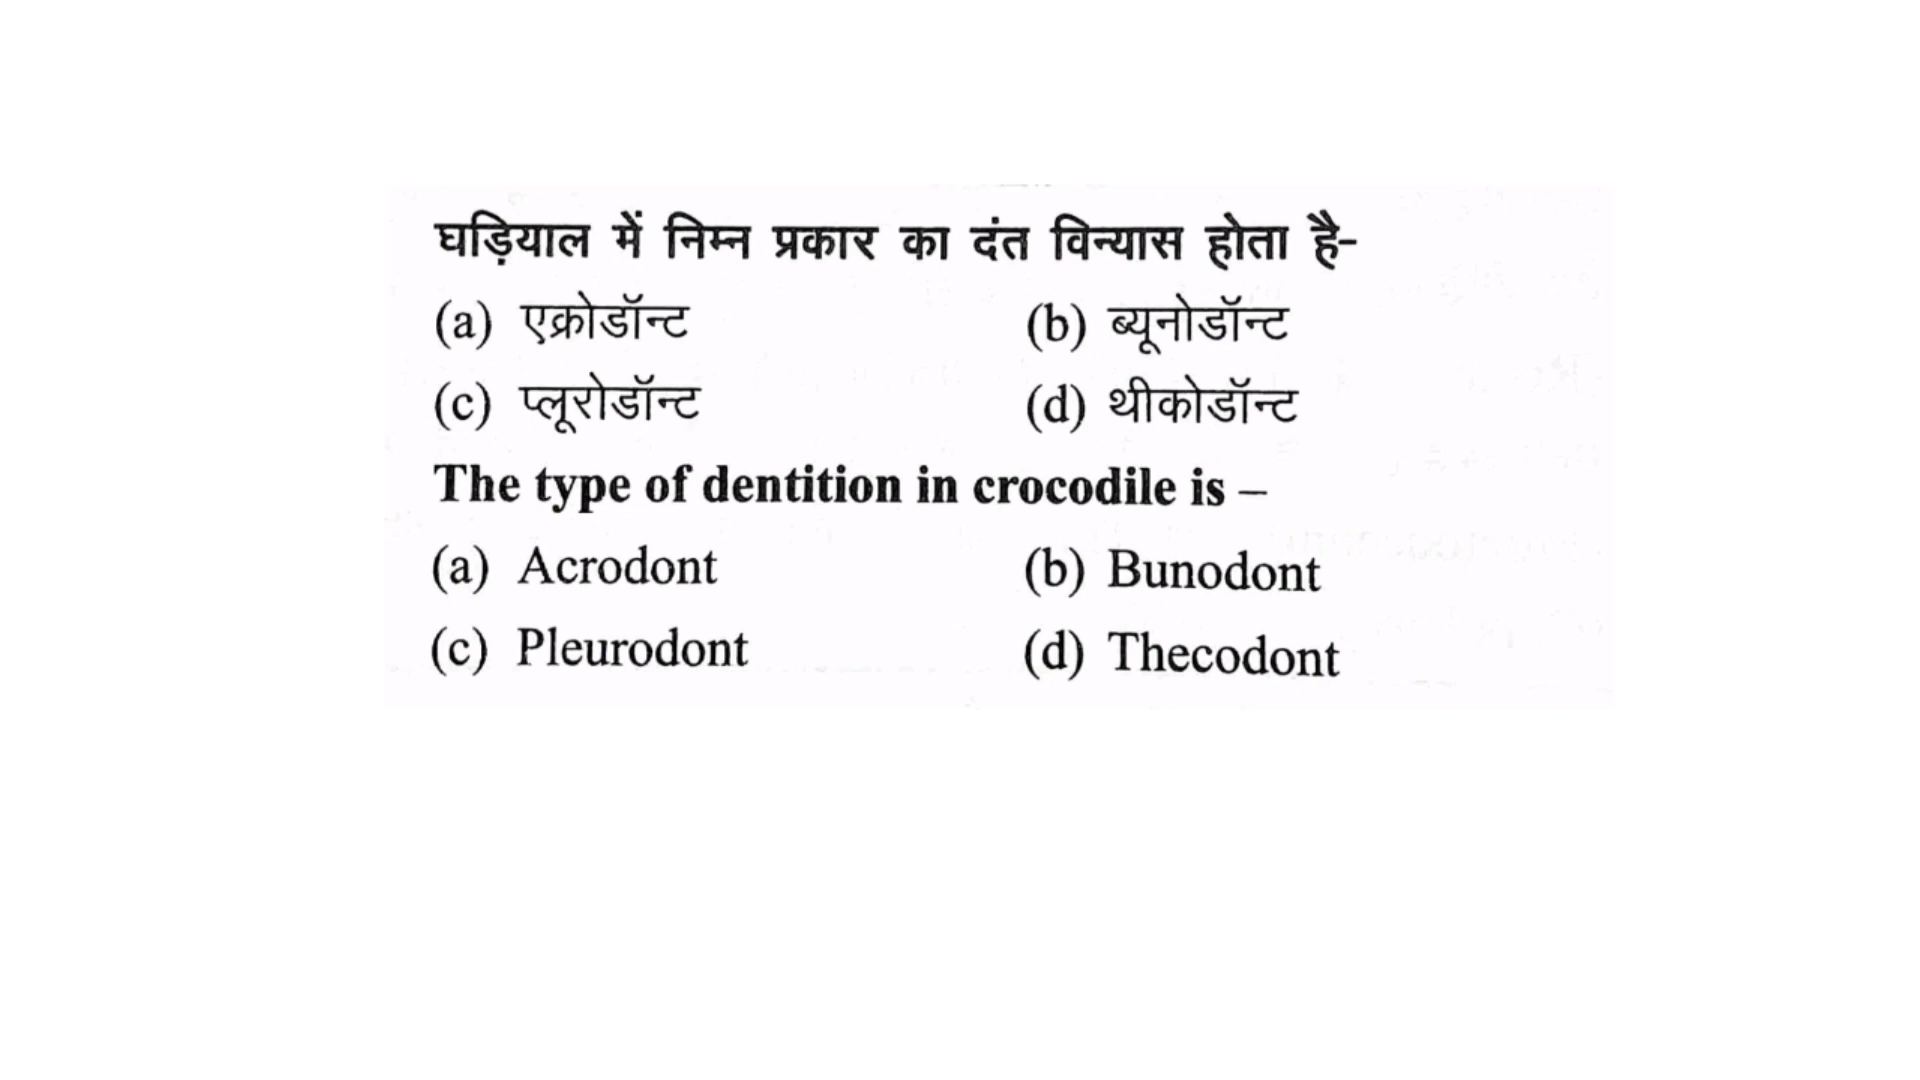 घड़ियाल में निम्न प्रकार का दंत विन्यास होता है-
(a) एक्रोडॉन्ट (b) ब्यूनोडॉन्ट
(c) प्लूरोडॉन्ट (d) थीकोडॉन्ट
The type of dentition in crocodile is –
(a) Acrodont (b) Bunodont
(c) Pleurodont (d) Thecodont